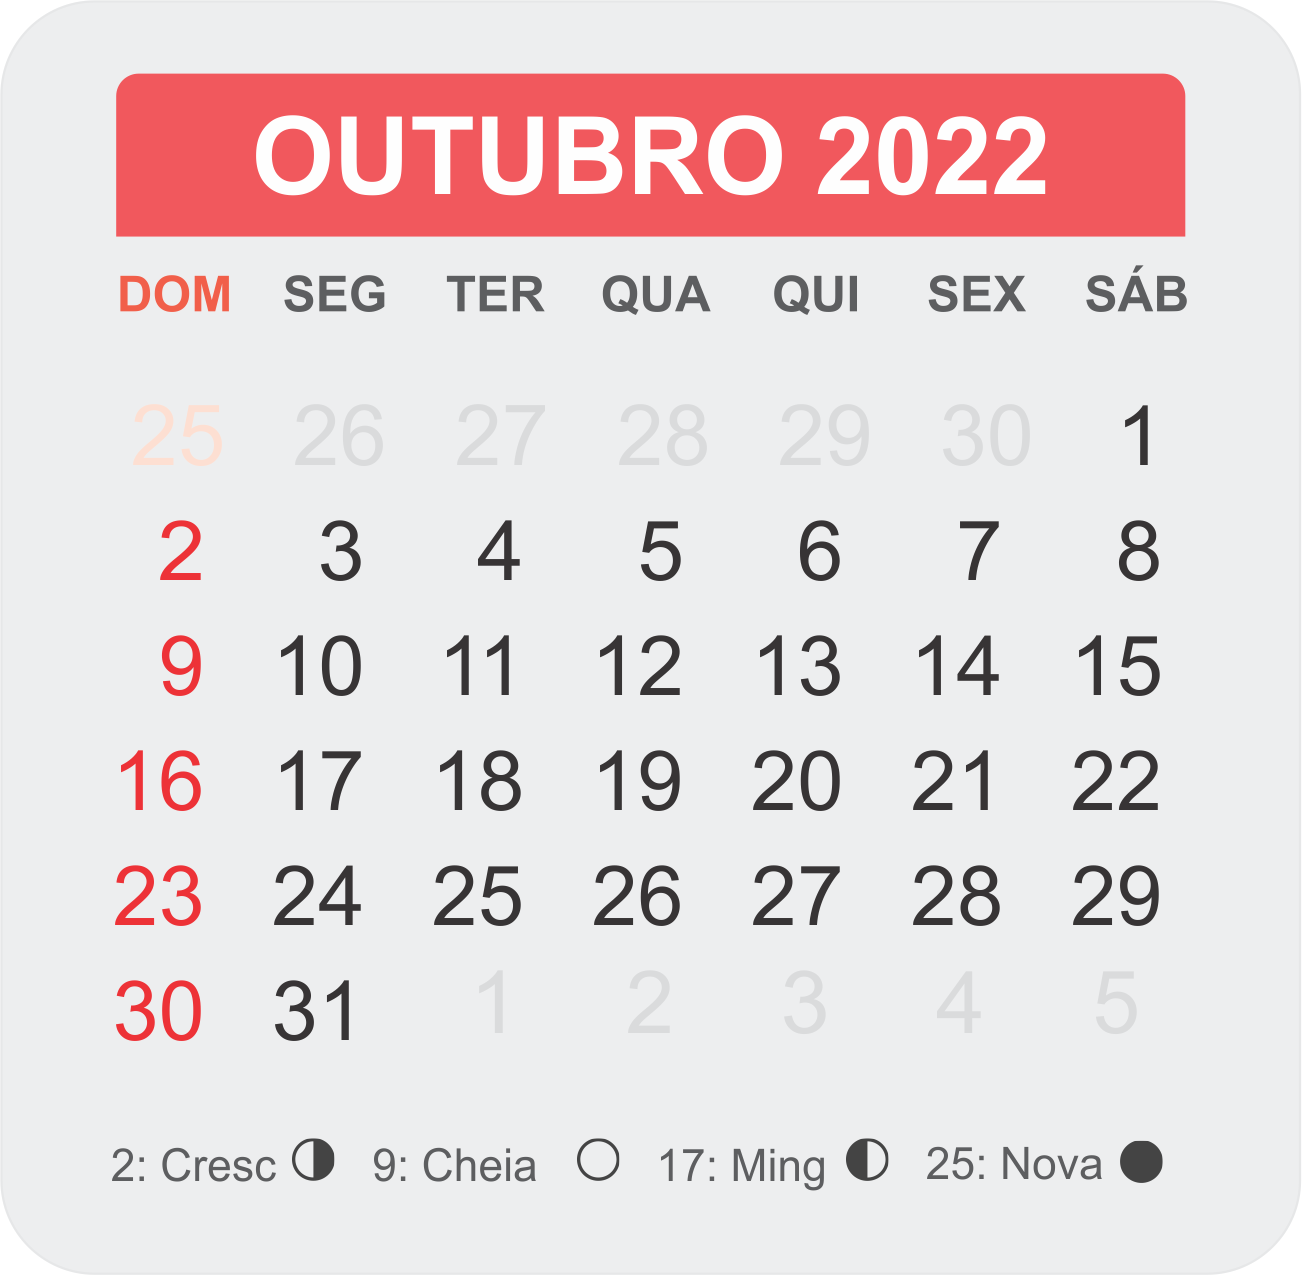 OUTUBRO 2022
DOM SEG TER QUA QUI SEX SÁB
25 26 27 28 29 30 1
2 3 4 5 6 7 8
9 10 11 12 13 14 15
16 17 18 19 20 21 22
23 24 25 26 27 28 29
30 31 1 2 3 4 5
2: Cresc 9: Cheia 17: Ming 25: Nova